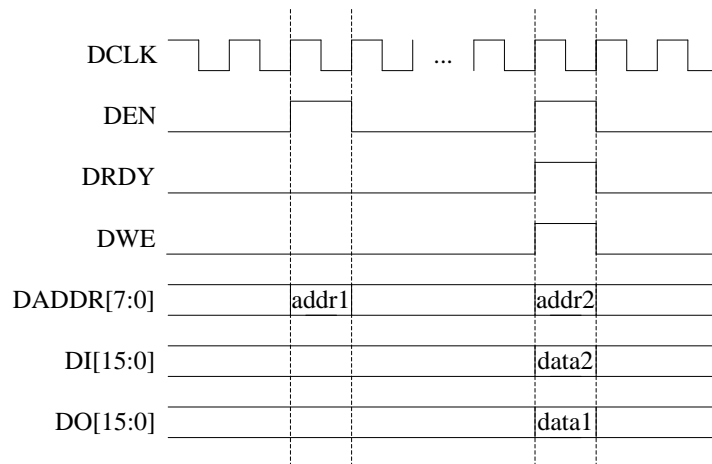 DCLK ...
DEN
DRDY
DWE
DADDR[7:0] addr1 addr2
DI[15:0] data2
DO[15:0] data1